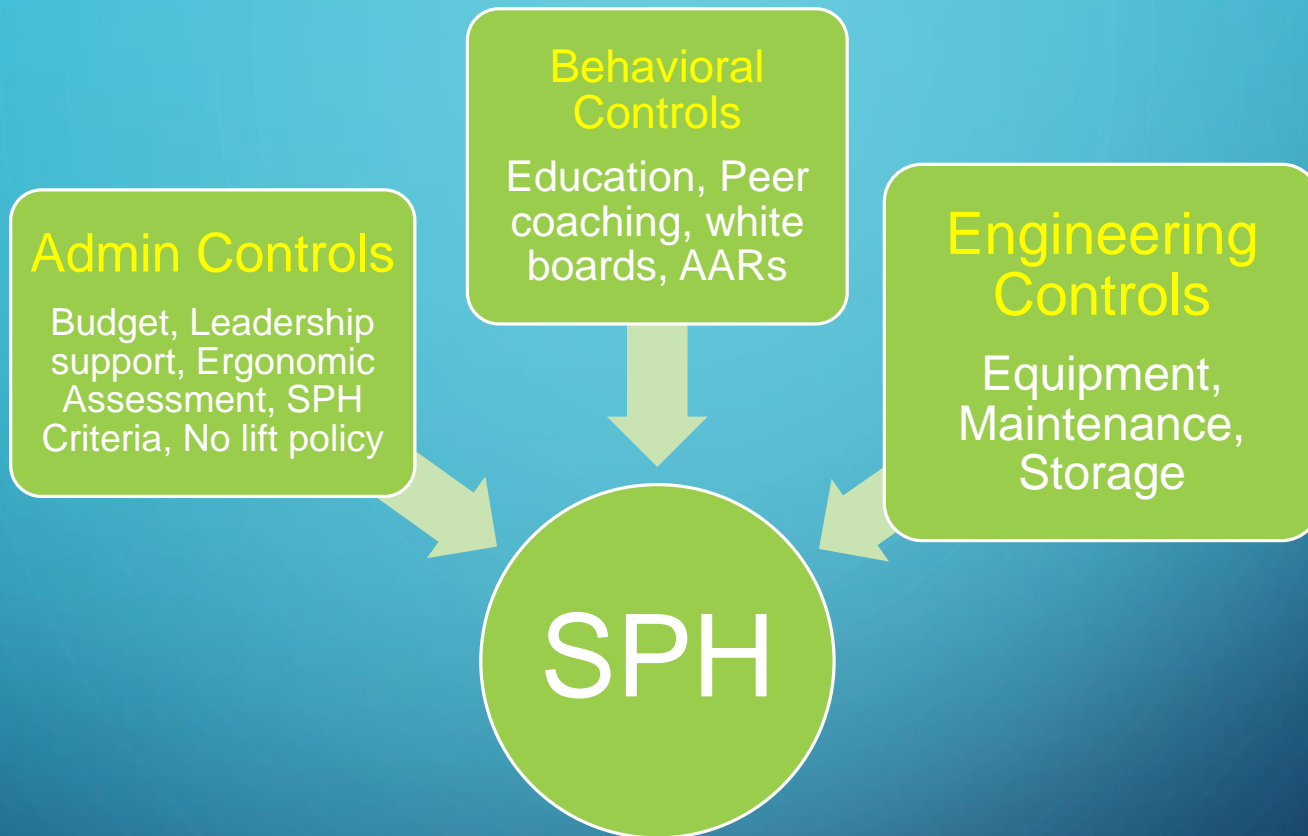 Admin Controls
Budget, Leadership
support, Ergonomic
Assessment, SPH
Criteria, No lift policy
Behavioral
Controls
Education, Peer
coaching, white
boards, AARs
Engineering
Controls
Equipment,
Maintenance,
Storage
SPH